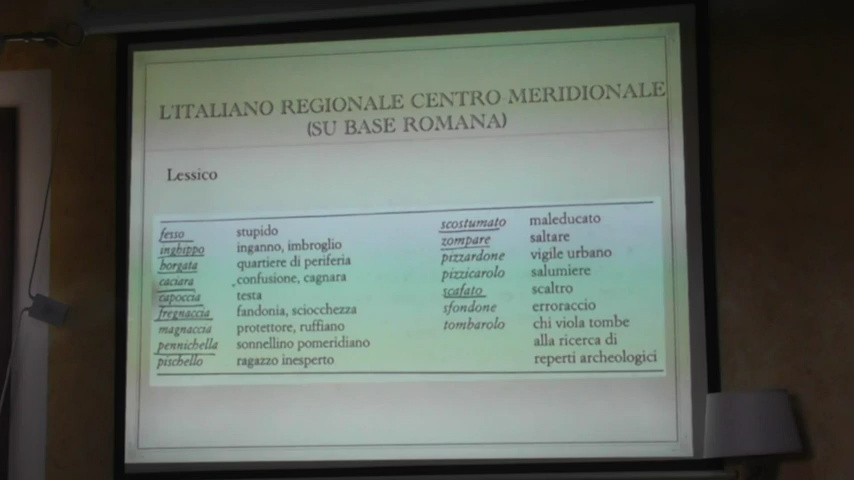 L'ITALIANO REGIONALE CENTRO MERIDIONALE
(SU BASE ROMANA)
Lessico
fesso stupido
inghippo inganno, imbroglio
borgata quartiere di periferia
caciara confusione, cagnara
capoccia testa
fregnaccia fandonia, sciocchezza
magnaccia protettore, ruffiano
pennichella sonnellino pomeridiano
pischello ragazzo inesperto
scostumato maleducato
zompare saltare
pizzardone vigile urbano
pizzicarolo salumiere
scafato scaltro
sfondone erroraccio
tombarolo chi viola tombe
alla ricerca di
reperti archeologici